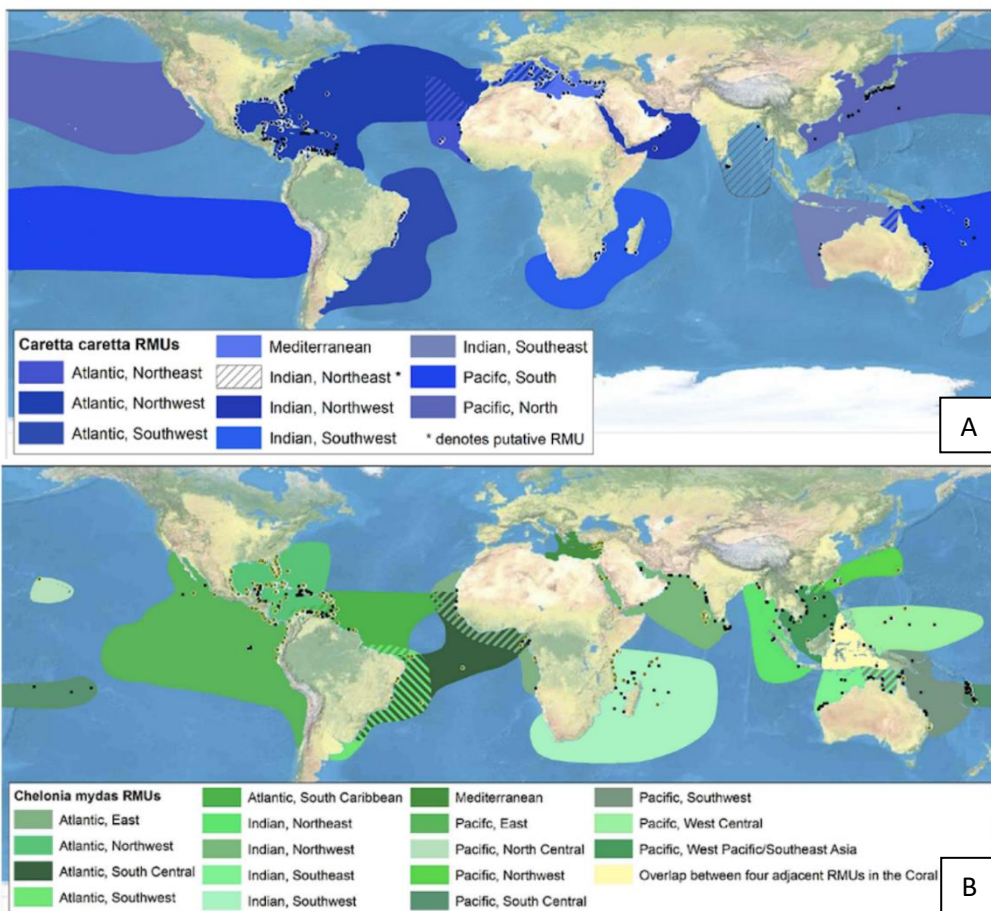 Caretta caretta RMUs
Atlantic, Northeast
Atlantic, Northwest
Atlantic, Southwest
Mediterranean
Indian, Northeast *
Indian, Northwest
Indian, Southwest
Indian, Southeast
Pacifc, South
Pacific, North
* denotes putative RMU
A
Chelonia mydas RMUs
Atlantic, East
Atlantic, Northwest
Atlantic, South Central
Atlantic, Southwest
Atlantic, South Caribbean
Indian, Northeast
Indian, Northwest
Indian, Southeast
Indian, Southwest
Mediterranean
Pacifc, East
Pacific, North Central
Pacific, Northwest
Pacific, South Central
Pacific, Southwest
Pacifc, West Central
Pacific, West Pacific/Southeast Asia
Overlap between four adjacent RMUs in the Coral
B